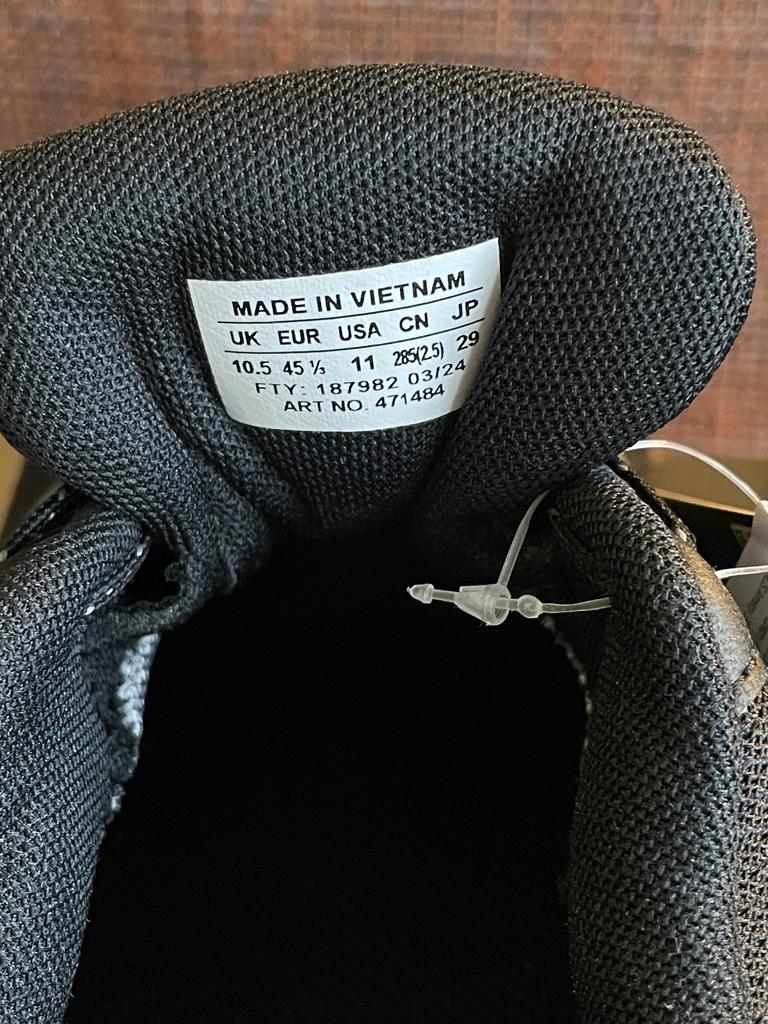 MADE IN VIETNAM
UK EUR USA CN JP
10.5 45 ⅓ 11 285(2.5) 29
FTY: 187982 03/24
ART NO. 471484